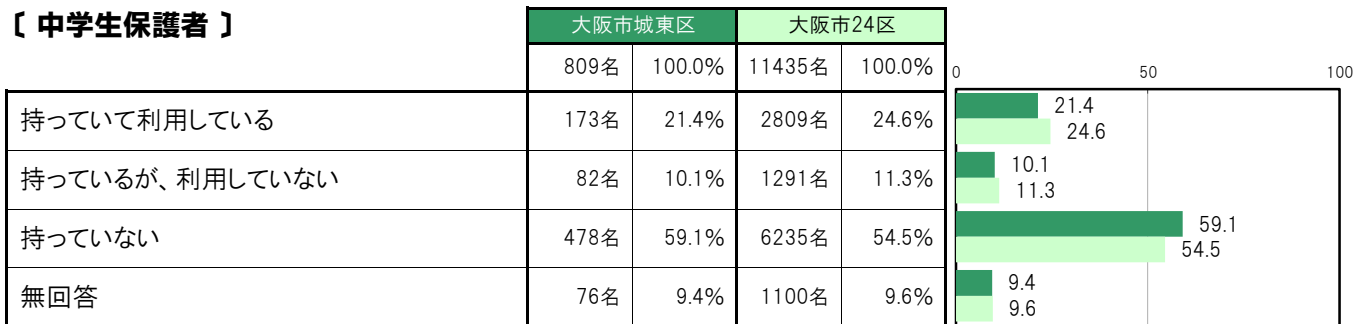 〔 中学生保護者 〕
大阪市城東区 大阪市24区
809名 100.0% 11435名 100.0%
0 50 100
持っていて利用している 173名 21.4% 2809名 24.6%
21.4
24.6
持っているが、利用していない 82名 10.1% 1291名 11.3%
10.1
11.3
持っていない 478名 59.1% 6235名 54.5%
59.1
54.5
無回答 76名 9.4% 1100名 9.6%
9.4
9.6